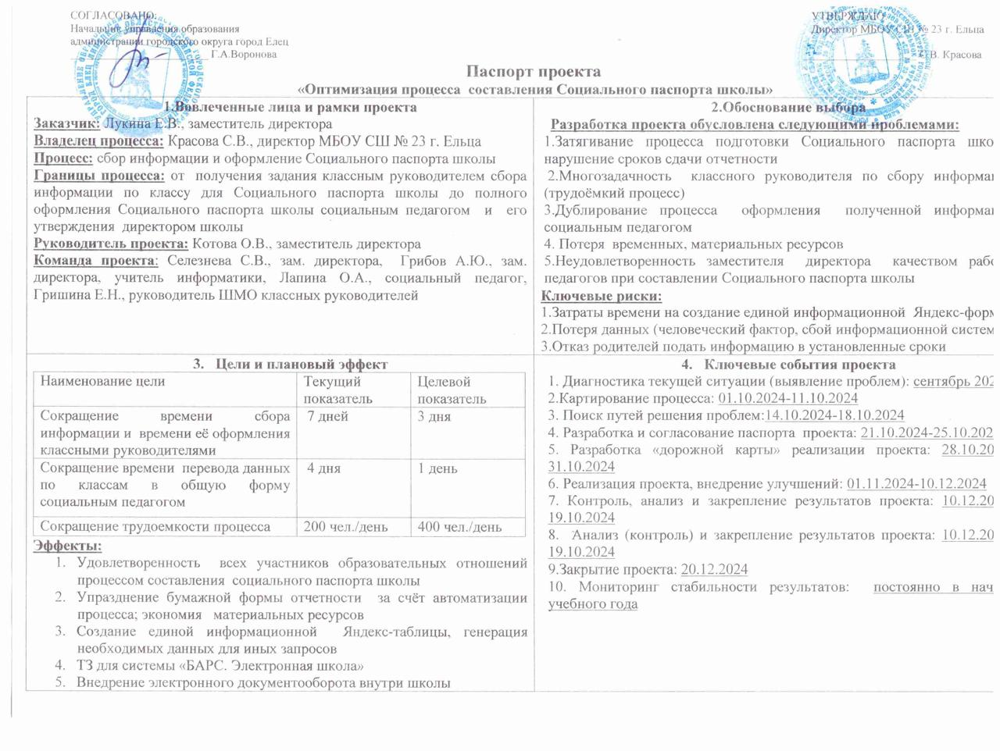 СОГЛАСОВАНО:
Начальник управления образования
администрации городского округа город Елец
Г.А.Воронова
УТВЕРЖДАЮ
Директор МБОУ СШ № 23 г. Ельца
В. Красова
Паспорт проекта
«Оптимизация процесса составления Социального паспорта школы»
1.Вовлеченные лица и рамки проекта
Заказчик: Лукина Е.В., заместитель директора
Владелец процесса: Красова С.В., директор МБОУ СШ № 23 г. Ельца
Процесс: сбор информации и оформление Социального паспорта школы
Границы процесса: от получения задания классным руководителем сбора
информации по классу для Социального паспорта школы до полного
оформления Социального паспорта школы социальным педагогом и его
утверждения директором школы
Руководитель проекта: Котова О.В., заместитель директора
Команда проекта: Селезнева С.В., зам. директора, Грибов А.Ю., зам.
директора, учитель информатики, Лапина О.А., социальный педагог,
Гришина Е.Н., руководитель ШМО классных руководителей
2.Обоснование выбора
Разработка проекта обусловлена следующими проблемами:
1.Затягивание процесса подготовки Социального паспорта шко
нарушение сроков сдачи отчетности
2.Многозадачность классного руководителя по сбору информа
(трудоёмкий процесс)
3.Дублирование процесса оформления полученной информа
социальным педагогом
4. Потеря временных, материальных ресурсов
5.Неудовлетворенность заместителя директора качеством раб
педагогов при составлении Социального паспорта школы
Ключевые риски:
1.Затраты времени на создание единой информационной Яндекс-форм
2.Потеря данных (человеческий фактор, сбой информационной систем
3.Отказ родителей подать информацию в установленные сроки
3. Цели и плановый эффект
Наименование цели Текущий показатель Целевой показатель
Сокращение времени сбора 7 дней 3 дня
информации и времени её оформления
классными руководителями
Сокращение времени перевода данных 4 дня 1 день
по классам в общую форму
социальным педагогом
Сокращение трудоемкости процесса 200 чел./день 400 чел./день
Эффекты:
1. Удовлетворенность всех участников образовательных отношений
процессом составления социального паспорта школы
2. Упразднение бумажной формы отчетности за счёт автоматизации
процесса; экономия материальных ресурсов
3. Создание единой информационной Яндекс-таблицы, генерация
необходимых данных для иных запросов
4. ТЗ для системы «БАРС. Электронная школа»
5. Внедрение электронного документооборота внутри школы
4. Ключевые события проекта
1. Диагностика текущей ситуации (выявление проблем): сентябрь 202
2.Картирование процесса: 01.10.2024-11.10.2024
3. Поиск путей решения проблем:14.10.2024-18.10.2024
4. Разработка и согласование паспорта проекта: 21.10.2024-25.10.202
5. Разработка «дорожной карты» реализации проекта: 28.10.20
31.10.2024
6. Реализация проекта, внедрение улучшений: 01.11.2024-10.12.2024
7. Контроль, анализ и закрепление результатов проекта: 10.12.20
19.10.2024
8. Анализ (контроль) и закрепление результатов проекта: 10.12.20
19.10.2024
9.Закрытие проекта: 20.12.2024
10. Мониторинг стабильности результатов: постоянно в нач
учебного года